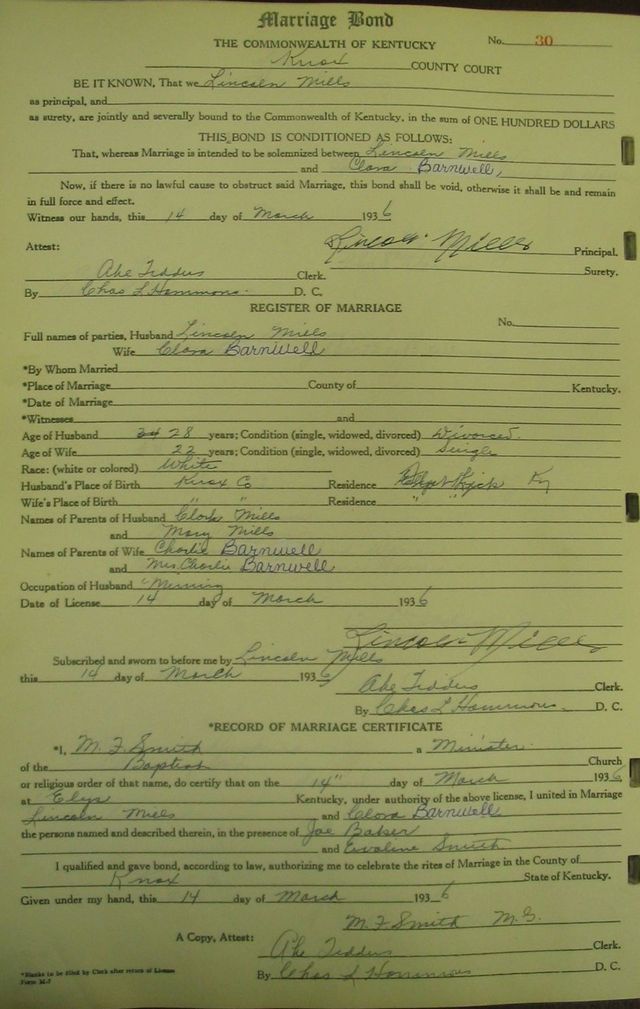 Marriage Bond
THE COMMONWEALTH OF KENTUCKY No. 30
Knox COUNTY COURT
BE IT KNOWN, That we Lincoln Mills
as principal, and
as surety, are jointly and severally bound to the Commonwealth of Kentucky, in the sum of ONE HUNDRED DOLLARS
THIS BOND IS CONDITIONED AS FOLLOWS:
That, whereas Marriage is intended to be solemnized between Lincoln Mills
and Clora Barnwell,
Now, if there is no lawful cause to obstruct said Marriage, this bond shall be void, otherwise it shall be and remain
in full force and effect.
Witness our hands, this 14 day of March 1936
Attest: Lincoln Mills Principal.
Abe Clerk. Surety.
By Chas L Hammons D. C.
REGISTER OF MARRIAGE
No.
Full names of parties, Husband Lincoln Mills
Wife Clora Barnwell
*By Whom Married
*Place of Marriage County of Kentucky.
*Date of Marriage
*Witnesses and
Age of Husband 28 years; Condition (single, widowed, divorced) Divorced.
Age of Wife 22 years; Condition (single, widowed, divorced) Single
Race: (white or colored) White
Husband's Place of Birth Knox Co Residence Ky
Wife's Place of Birth " " Residence " "
Names of Parents of Husband Mills
and Mary Mills
Names of Parents of Wife Charlie Barnwell
and Mrs. Charlie Barnwell
Occupation of Husband
Date of License 14 day of March 1936
Lincoln Mills
Subscribed and sworn to before me by Lincoln Mills
this 14 day of March 1936
Abe Clerk.
By Chas L Hammons D. C.
*RECORD OF MARRIAGE CERTIFICATE
*I, M. F. Smith a Minister
of the Baptist Church
or religious order of that name, do certify that on the 14" day of March 1936
at Elys Kentucky, under authority of the above license, I united in Marriage
Lincoln Mills and Clora Barnwell
the persons named and described therein, in the presence of Joe Baker
and Evaline Smith
I qualified and gave bond, according to law, authorizing me to celebrate the rites of Marriage in the County of
Knox State of Kentucky.
Given under my hand, this 14 day of March 1936
M. F. Smith M. G.
A Copy, Attest: Abe Clerk.
By Chas L Hammons D. C.
*Blanks to be filled by Clerk after return of License
Form M-7